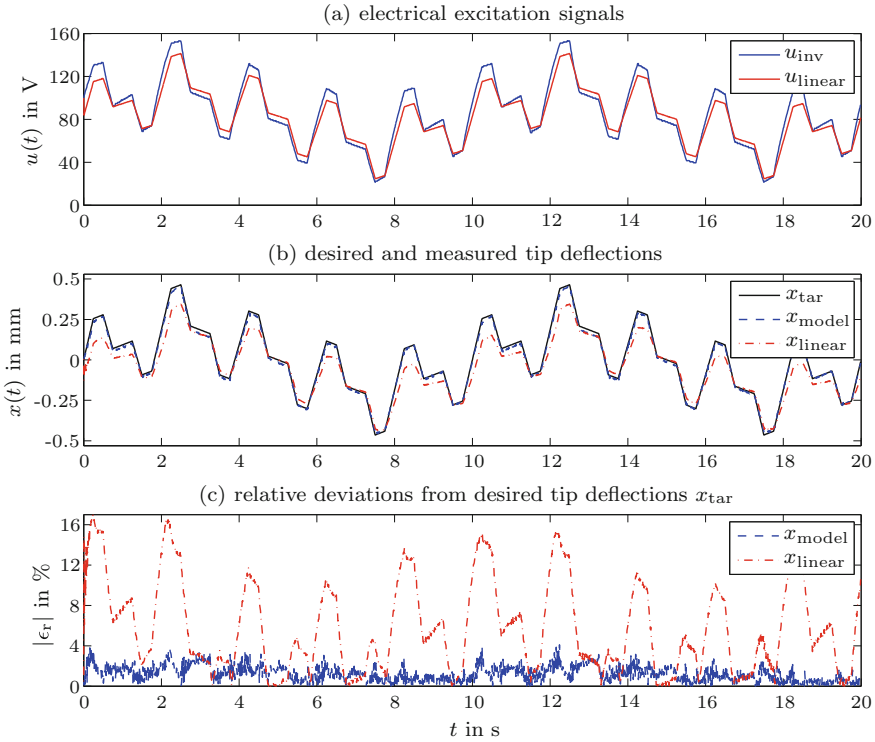 (a) electrical excitation signals
160
120
80
40
0
u(t) in V
u_inv
u_linear
0 2 4 6 8 10 12 14 16 18 20
(b) desired and measured tip deflections
0.5
0.25
0
-0.25
-0.5
x(t) in mm
x_tar
x_model
x_linear
0 2 4 6 8 10 12 14 16 18 20
(c) relative deviations from desired tip deflections x_tar
16
12
8
4
0
|ϵ_r| in %
x_model
x_linear
0 2 4 6 8 10 12 14 16 18 20
t in s